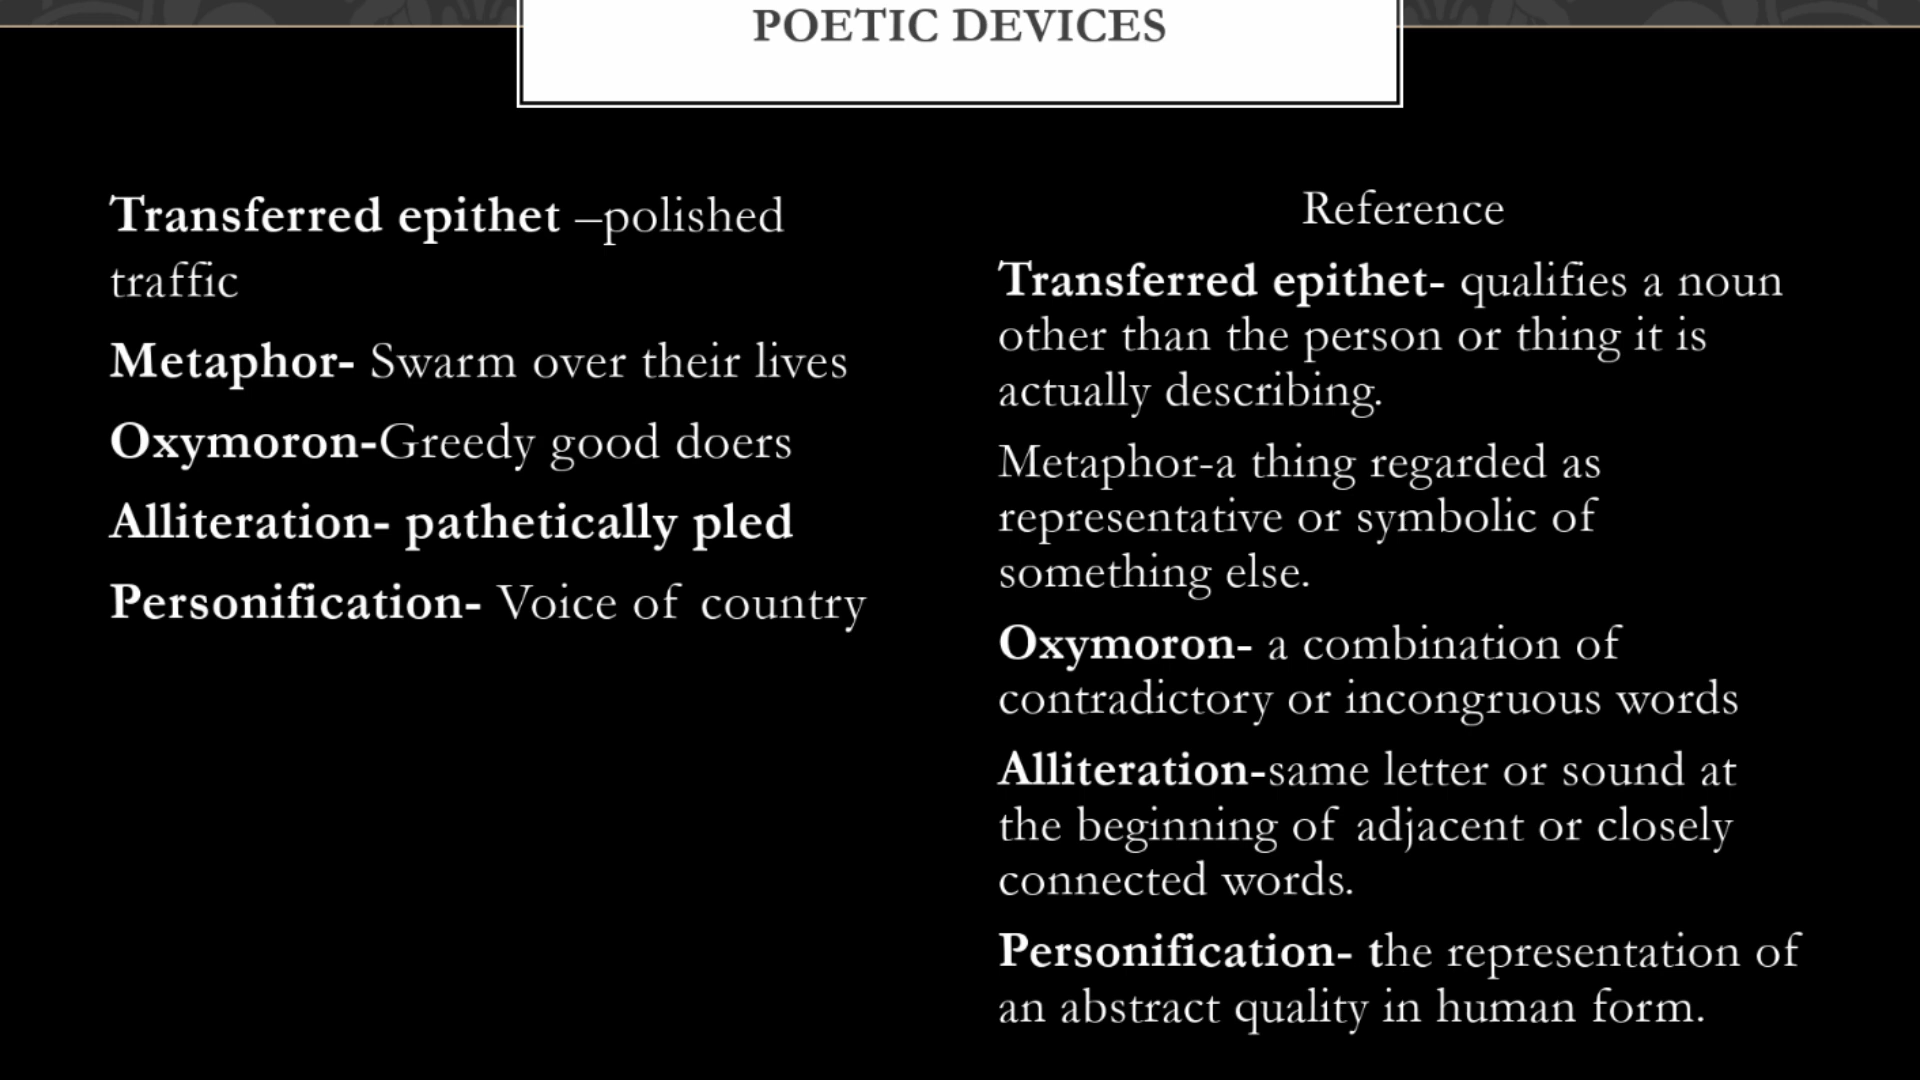 POETIC DEVICES
Transferred epithet –polished
traffic
Metaphor- Swarm over their lives
Oxymoron-Greedy good doers
Alliteration- pathetically pled
Personification- Voice of country
Reference
Transferred epithet- qualifies a noun
other than the person or thing it is
actually describing.
Metaphor-a thing regarded as
representative or symbolic of
something else.
Oxymoron- a combination of
contradictory or incongruous words
Alliteration-same letter or sound at
the beginning of adjacent or closely
connected words.
Personification- the representation of
an abstract quality in human form.